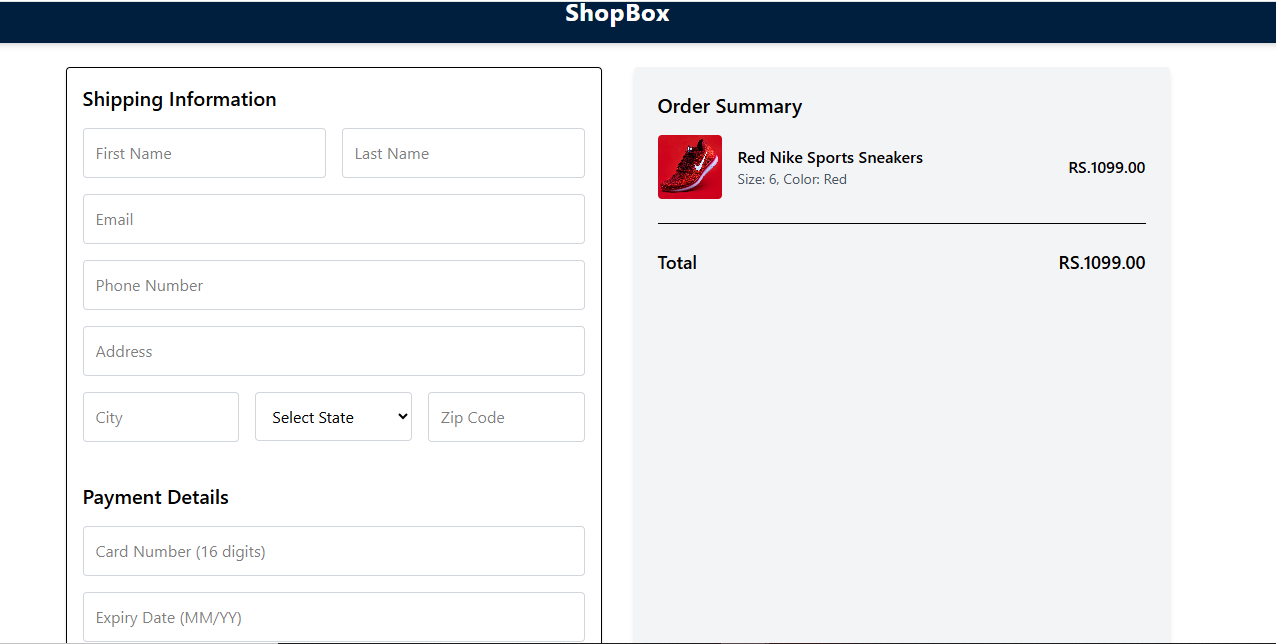 ShopBox
Shipping Information
First Name
Last Name
Email
Phone Number
Address
City
Select State
Zip Code
Payment Details
Card Number (16 digits)
Expiry Date (MM/YY)
Order Summary
Red Nike Sports Sneakers
RS.1099.00
Size: 6, Color: Red
Total
RS.1099.00